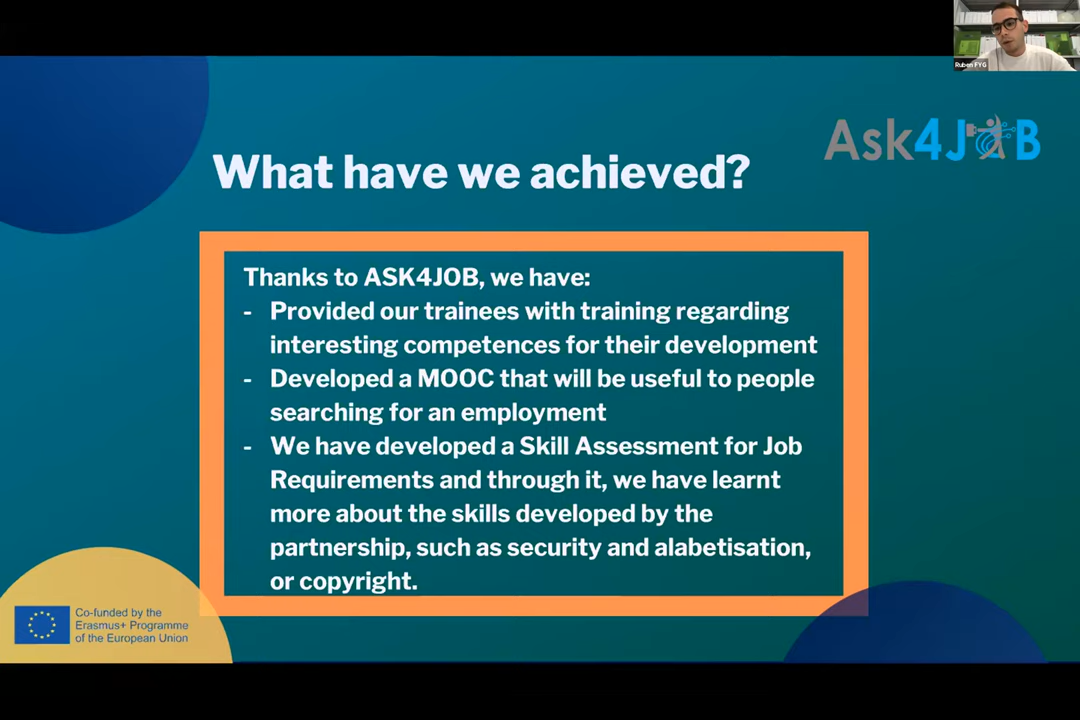 Ruben FYG
Ask4JOB
What have we achieved?
Thanks to ASK4JOB, we have:
- Provided our trainees with training regarding
interesting competences for their development
- Developed a MOOC that will be useful to people
searching for an employment
- We have developed a Skill Assessment for Job
Requirements and through it, we have learnt
more about the skills developed by the
partnership, such as security and alabetisation,
or copyright.
Co-funded by the
Erasmus+ Programme
of the European Union